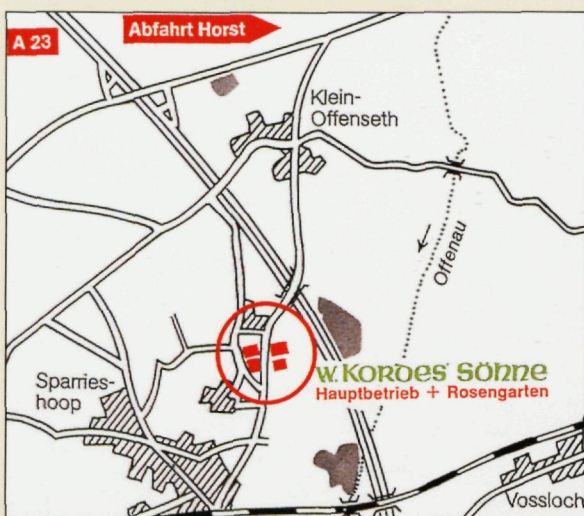 Abfahrt Horst
A 23
Klein-
Offenseth
Offenau
W. KORDES' SÖHNE
Hauptbetrieb + Rosengarten
Sparries-
hoop
Vossloch